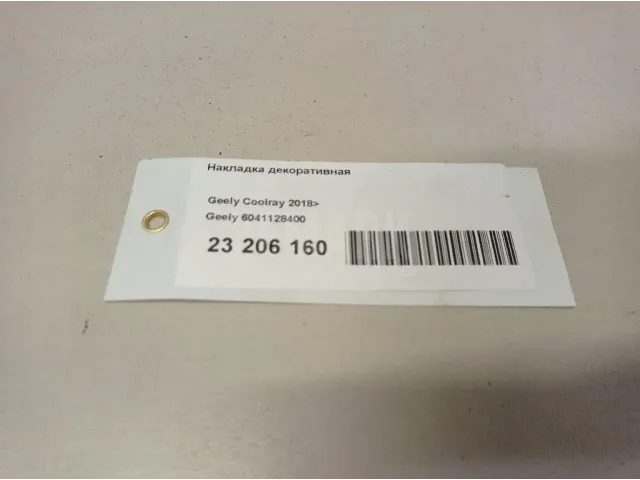 Накладка декоративная
Geely Coolray 2018>
Geely 6041128400
23 206 160